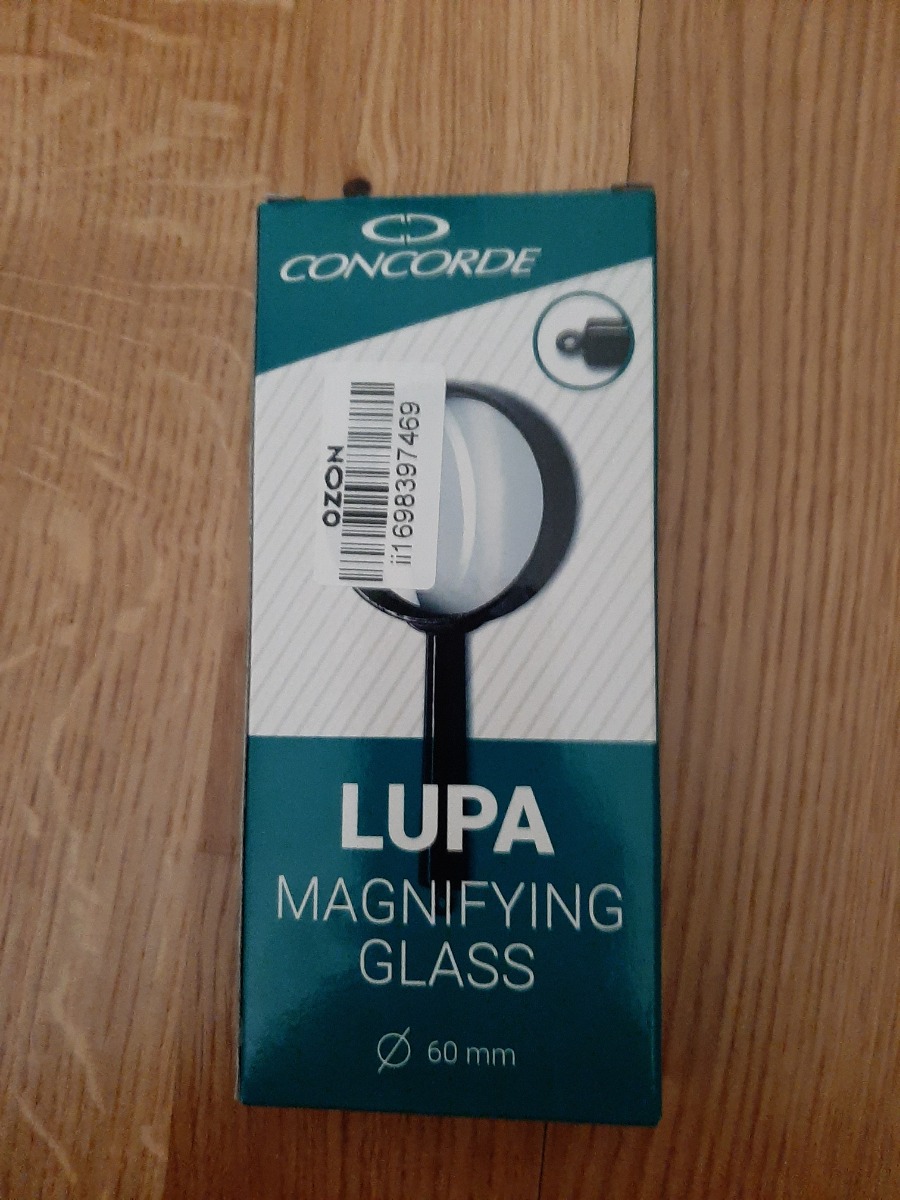 CONCORDE
OZON
ii1698397469
LUPA
MAGNIFYING
GLASS
Ø 60 mm